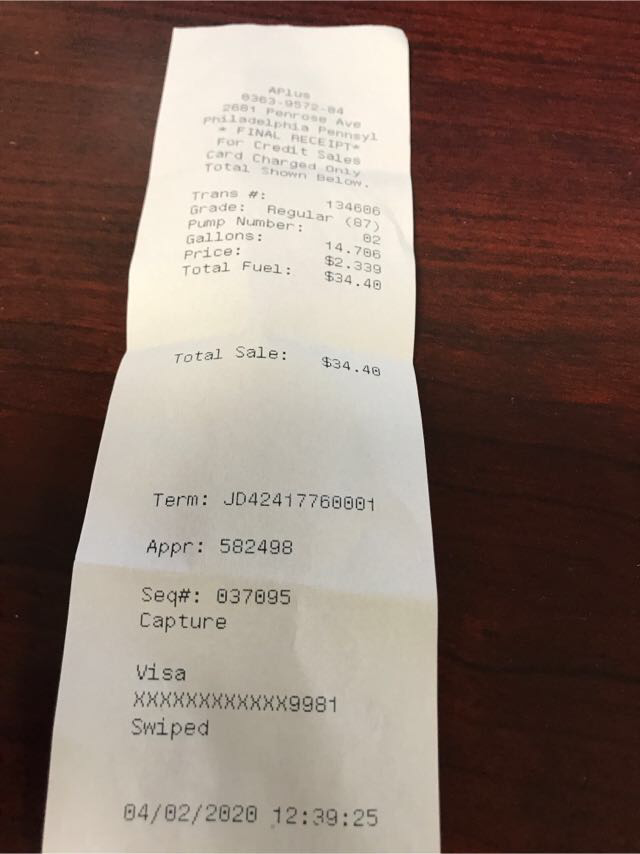 APlus
0363-9572-04
2601 Penrose Ave
Philadelphia Pennsyl
* FINAL RECEIPT*
For Credit Sales
Card Charged Only
Total Shown Below.
Trans #: 134606
Grade: Regular (87)
Pump Number: 02
Gallons: 14.706
Price: $2.339
Total Fuel: $34.40
Total Sale: $34.40
Term: JD42417760001
Appr: 582498
Seq#: 037095
Capture
Visa
XXXXXXXXXXXX9981
Swiped
04/02/2020 12:39:25